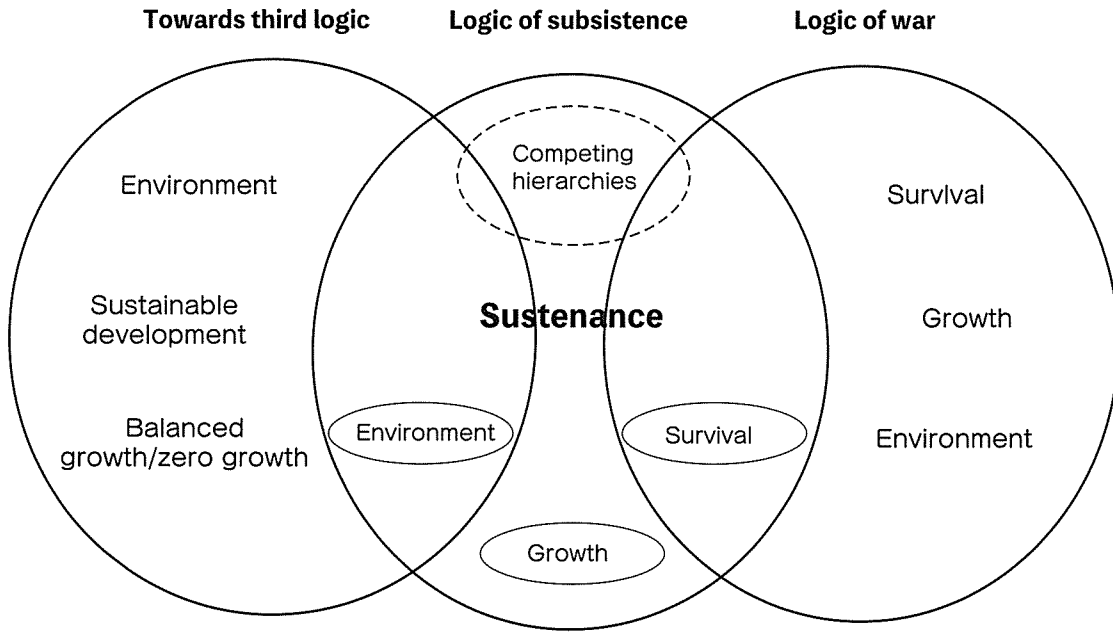 Towards third logic
Logic of subsistence
Logic of war
Competing
hierarchies
Environment
Survival
Sustainable
development
Sustenance
Growth
Balanced
growth/zero growth
Environment
Survival
Environment
Growth